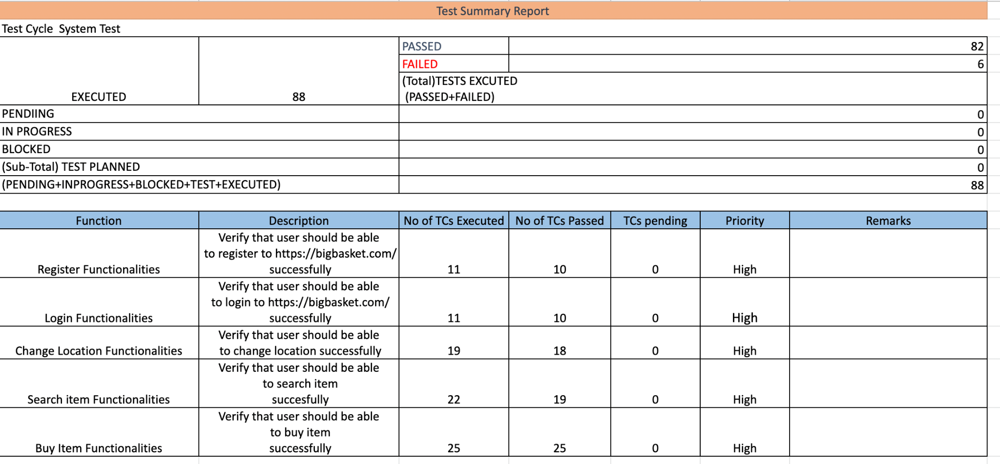 Test Summary Report
Test Cycle  System Test
PASSED 82
FAILED 6
(Total)TESTS EXCUTED
EXECUTED 88 (PASSED+FAILED)
PENDIING 0
IN PROGRESS 0
BLOCKED 0
(Sub-Total) TEST PLANNED 0
(PENDING+INPROGRESS+BLOCKED+TEST+EXECUTED) 88
Function Description No of TCs Executed No of TCs Passed TCs pending Priority Remarks
Verify that user should be able
to register to https://bigbasket.com/
Register Functionalities successfully 11 10 0 High
Verify that user should be able
to login to https://bigbasket.com/
Login Functionalities successfully 11 10 0 High
Verify that user should be able
Change Location Functionalities to change location successfully 19 18 0 High
Verify that user should be able
to search item
Search item Functionalities succesfully 22 19 0 High
Verify that user should be able
to buy item
Buy Item Functionalities successfully 25 25 0 High